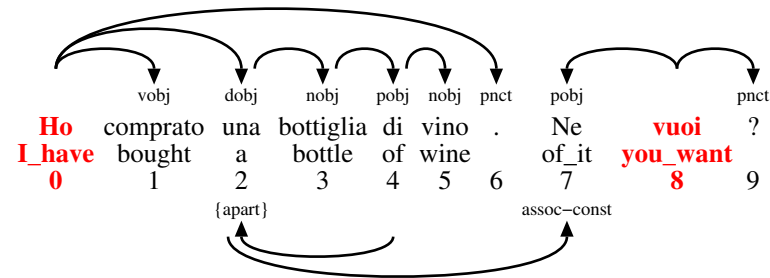 vobj dobj nobj pobj nobj pnct pobj pnct
Ho comprato una bottiglia di vino . Ne vuoi ?
I_have bought a bottle of wine of_it you_want
0 1 2 3 4 5 6 7 8 9
{apart} assoc−const